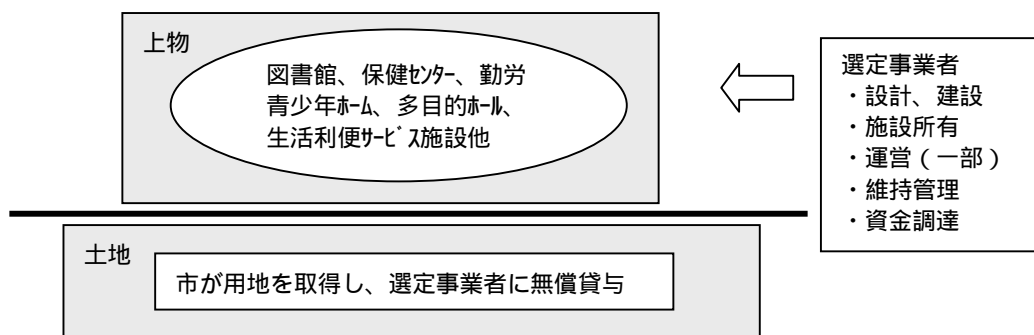 上物
図書館、保健ｾﾝﾀｰ、勤労
青少年ﾎｰﾑ、多目的ﾎｰﾙ、
生活利便ｻｰﾋﾞｽ施設他
選定事業者
・設計、建設
・施設所有
・運営（一部）
・維持管理
・資金調達
土地
市が用地を取得し、選定事業者に無償貸与